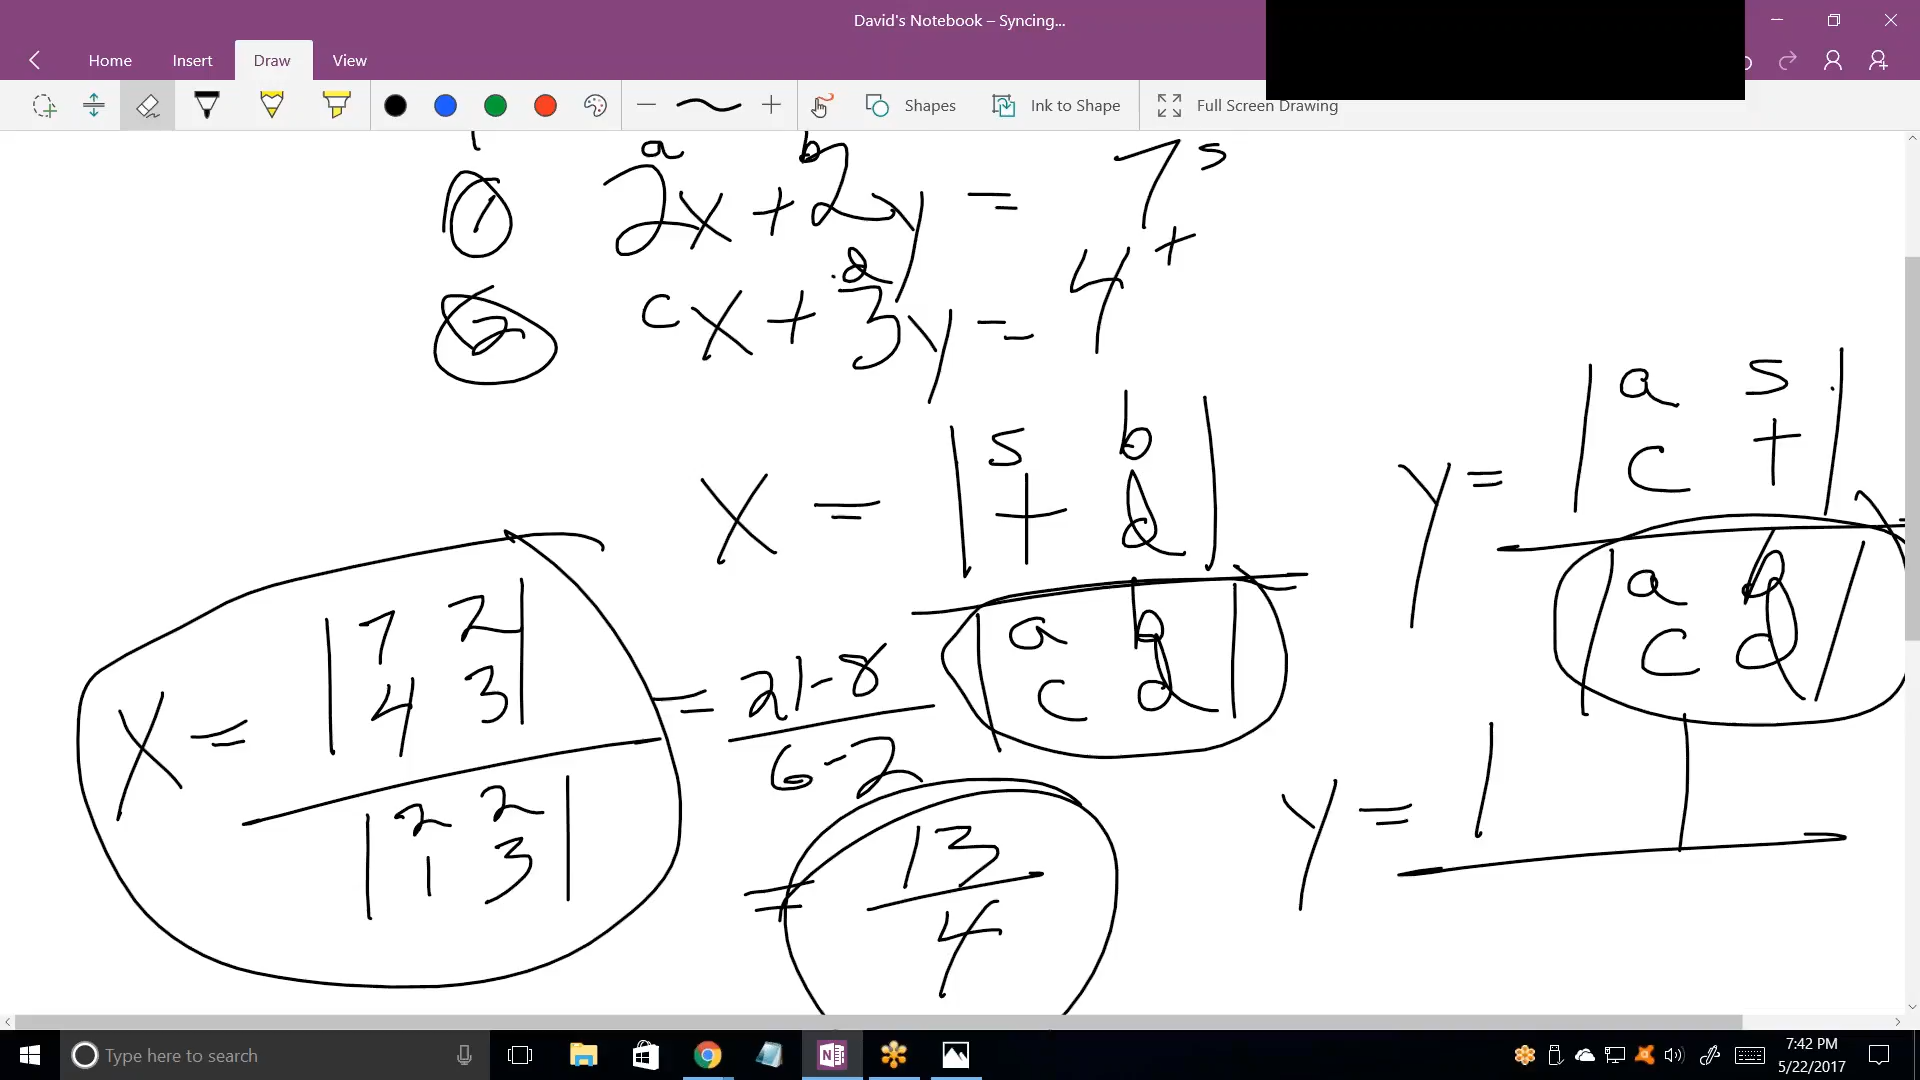 David's Notebook – Syncing...
Home Insert Draw View
Shapes Ink to Shape Full Screen Drawing
a b
① 2x + 2y = 7 s
d
② cx + 3y = 4 t
x = | s b |
| t d |
| a b |
| c d |
y = | a s |
| c t |
| a b |
| c d |
x = | 7 2 |
| 4 3 |
| 2 2 |
| 1 3 |
= 21 - 8
6 - 2
= 13
4
y = | |
Type here to search
7:42 PM
5/22/2017